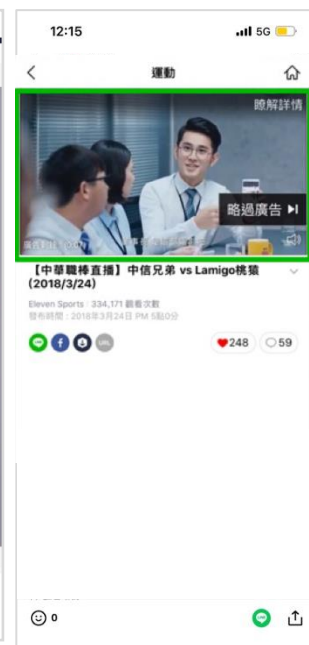 12:15
5G
運動
瞭解詳情
略過廣告
【中華職棒直播】中信兄弟 vs Lamigo桃猿
(2018/3/24)
Eleven Sports · 334,171 觀看次數
發布時間:2018年3月24日 PM 5點0分
URL
248
59
0